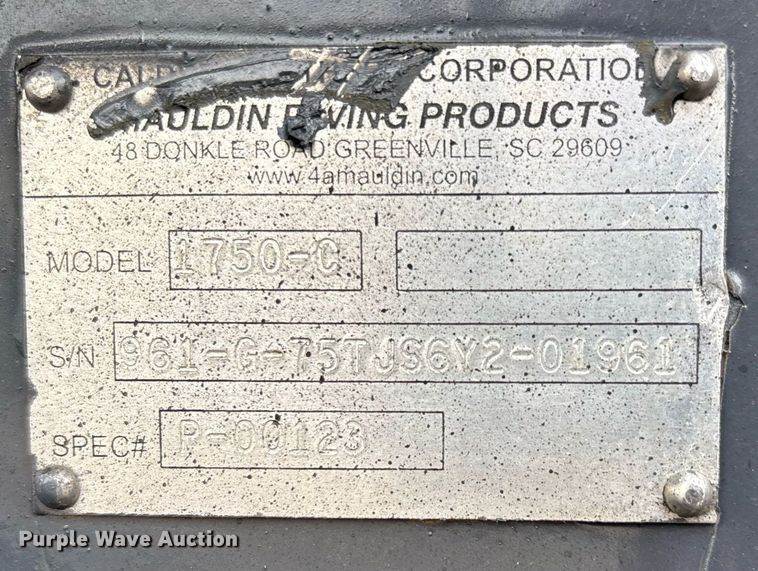 CORPORATION
MAULDIN PAVING PRODUCTS
48 DONKLE ROAD GREENVILLE, SC 29609
www.4amauldin.com
MODEL 1750-C
S/N 961-G-75TJS6Y2-01961
SPEC# P-00123
Purple Wave Auction